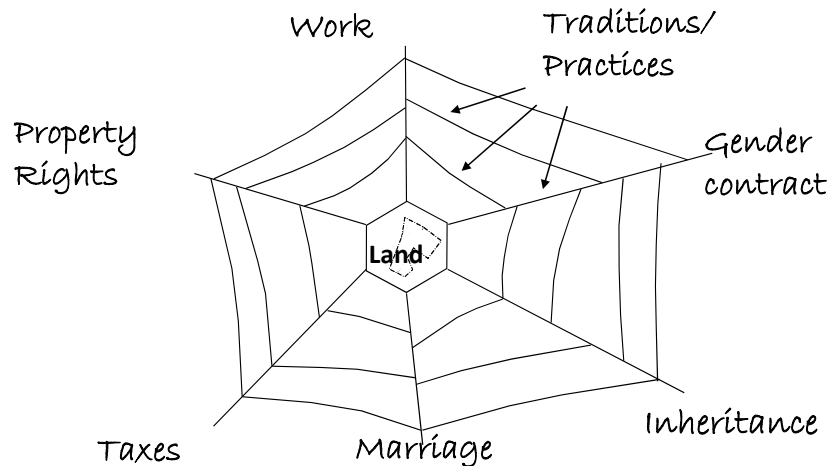 Work
Traditions/
Practices
Property
Rights
Gender
contract
Land
Taxes
Marriage
Inheritance